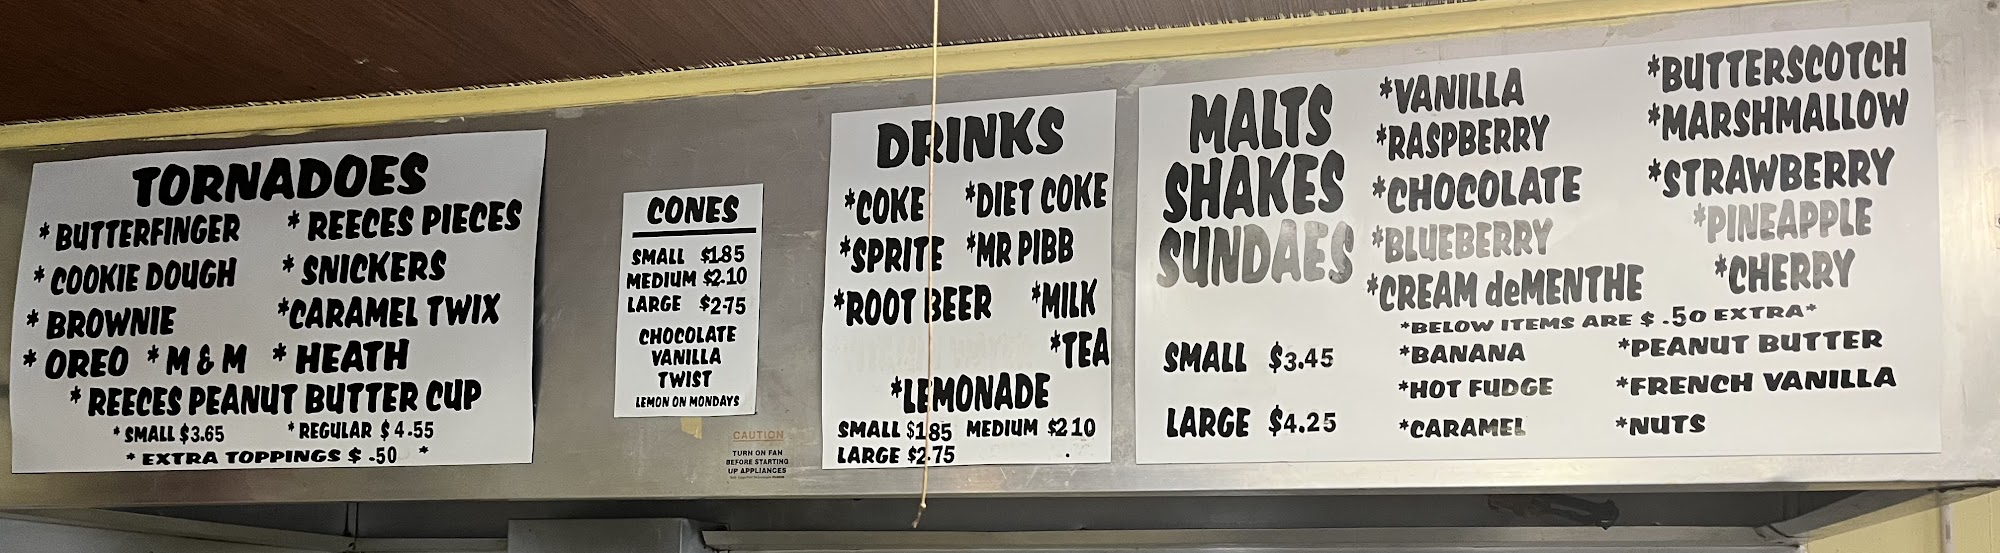 TORNADOES
* BUTTERFINGER * REECES PIECES
* COOKIE DOUGH * SNICKERS
* BROWNIE *CARAMEL TWIX
* OREO * M & M * HEATH
* REECES PEANUT BUTTER CUP
* SMALL $3.65 * REGULAR $ 4.55
* EXTRA TOPPINGS $ .50 *
CONES
SMALL $1.85
MEDIUM $2.10
LARGE $2.75
CHOCOLATE
VANILLA
TWIST
LEMON ON MONDAYS
CAUTION
TURN ON FAN
BEFORE STARTING
UP APPLIANCES
DRINKS
*COKE *DIET COKE
*SPRITE *MR PIBB
*ROOT BEER *MILK
*TEA
*LEMONADE
SMALL $1.85 MEDIUM $2.10
LARGE $2.75
MALTS
SHAKES
SUNDAES
SMALL $3.45
LARGE $4.25
*VANILLA
*RASPBERRY
*CHOCOLATE
*BLUEBERRY
*CREAM deMENTHE
*BUTTERSCOTCH
*MARSHMALLOW
*STRAWBERRY
*PINEAPPLE
*CHERRY
*BELOW ITEMS ARE $ .50 EXTRA*
*BANANA *PEANUT BUTTER
*HOT FUDGE *FRENCH VANILLA
*CARAMEL *NUTS